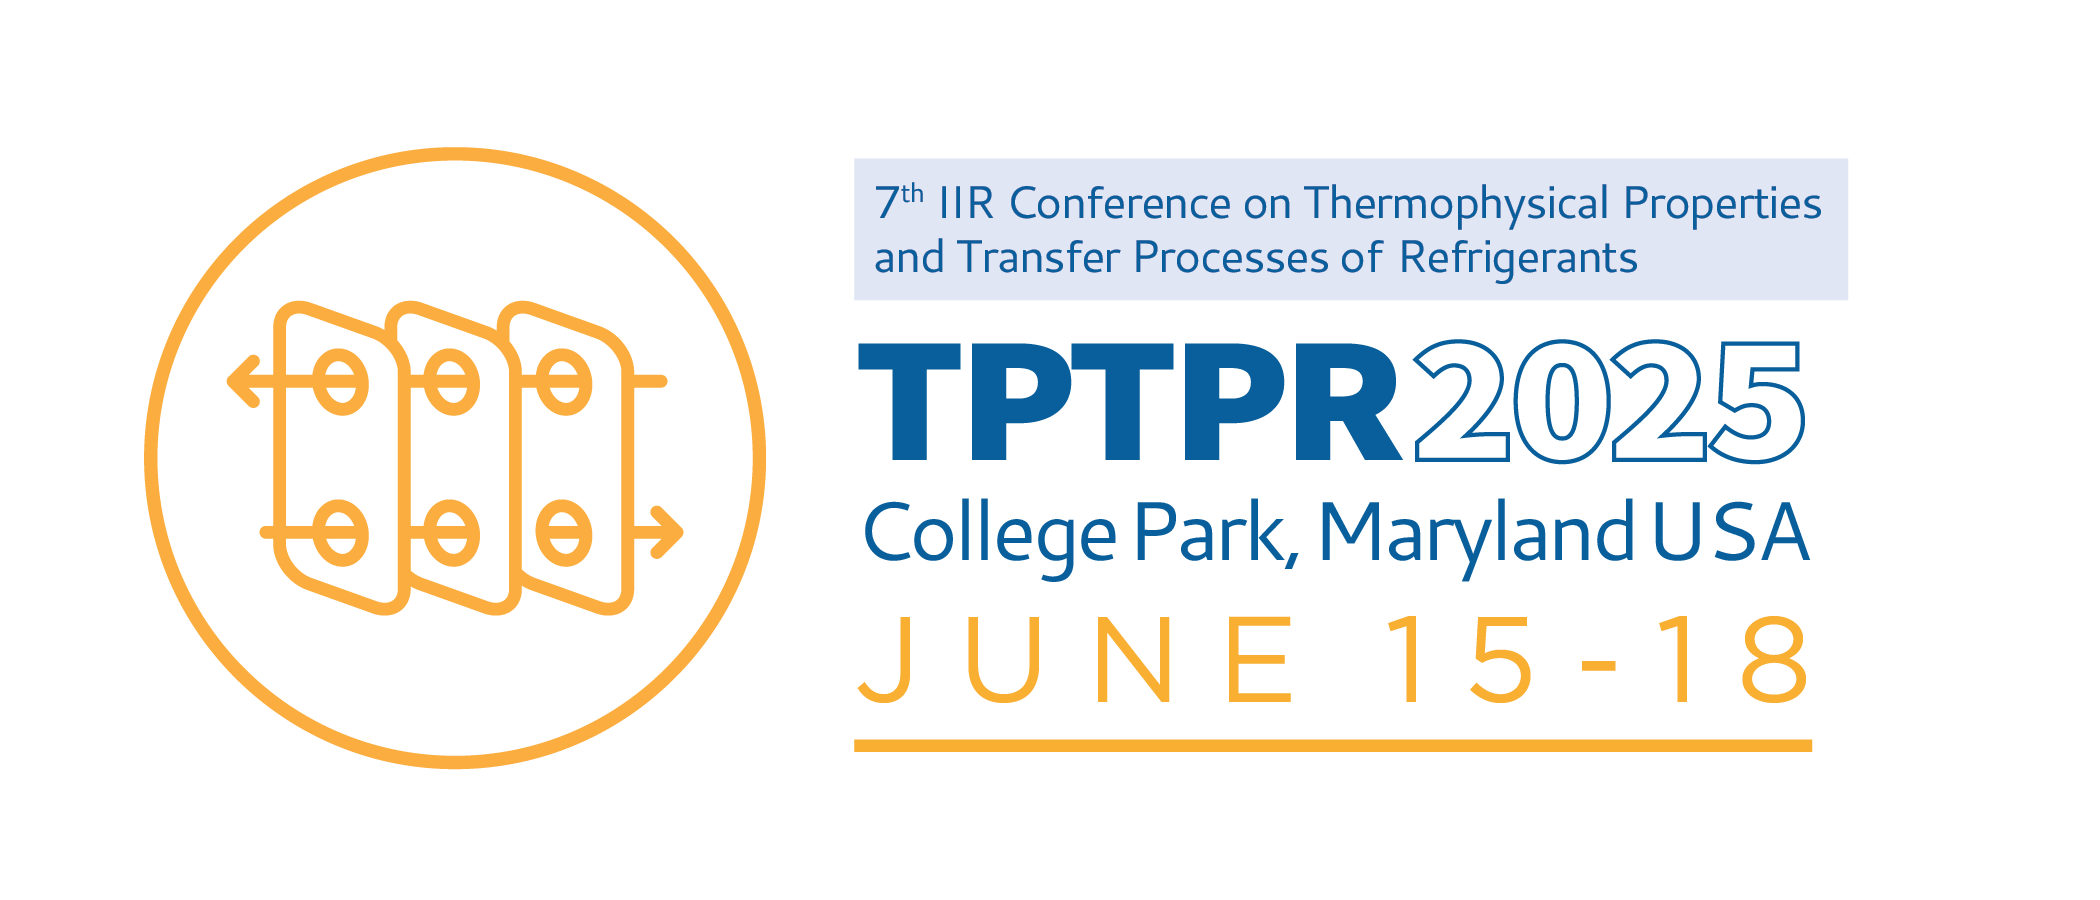 7th IIR Conference on Thermophysical Properties
and Transfer Processes of Refrigerants
TPTPR2025
College Park, Maryland USA
JUNE 15-18